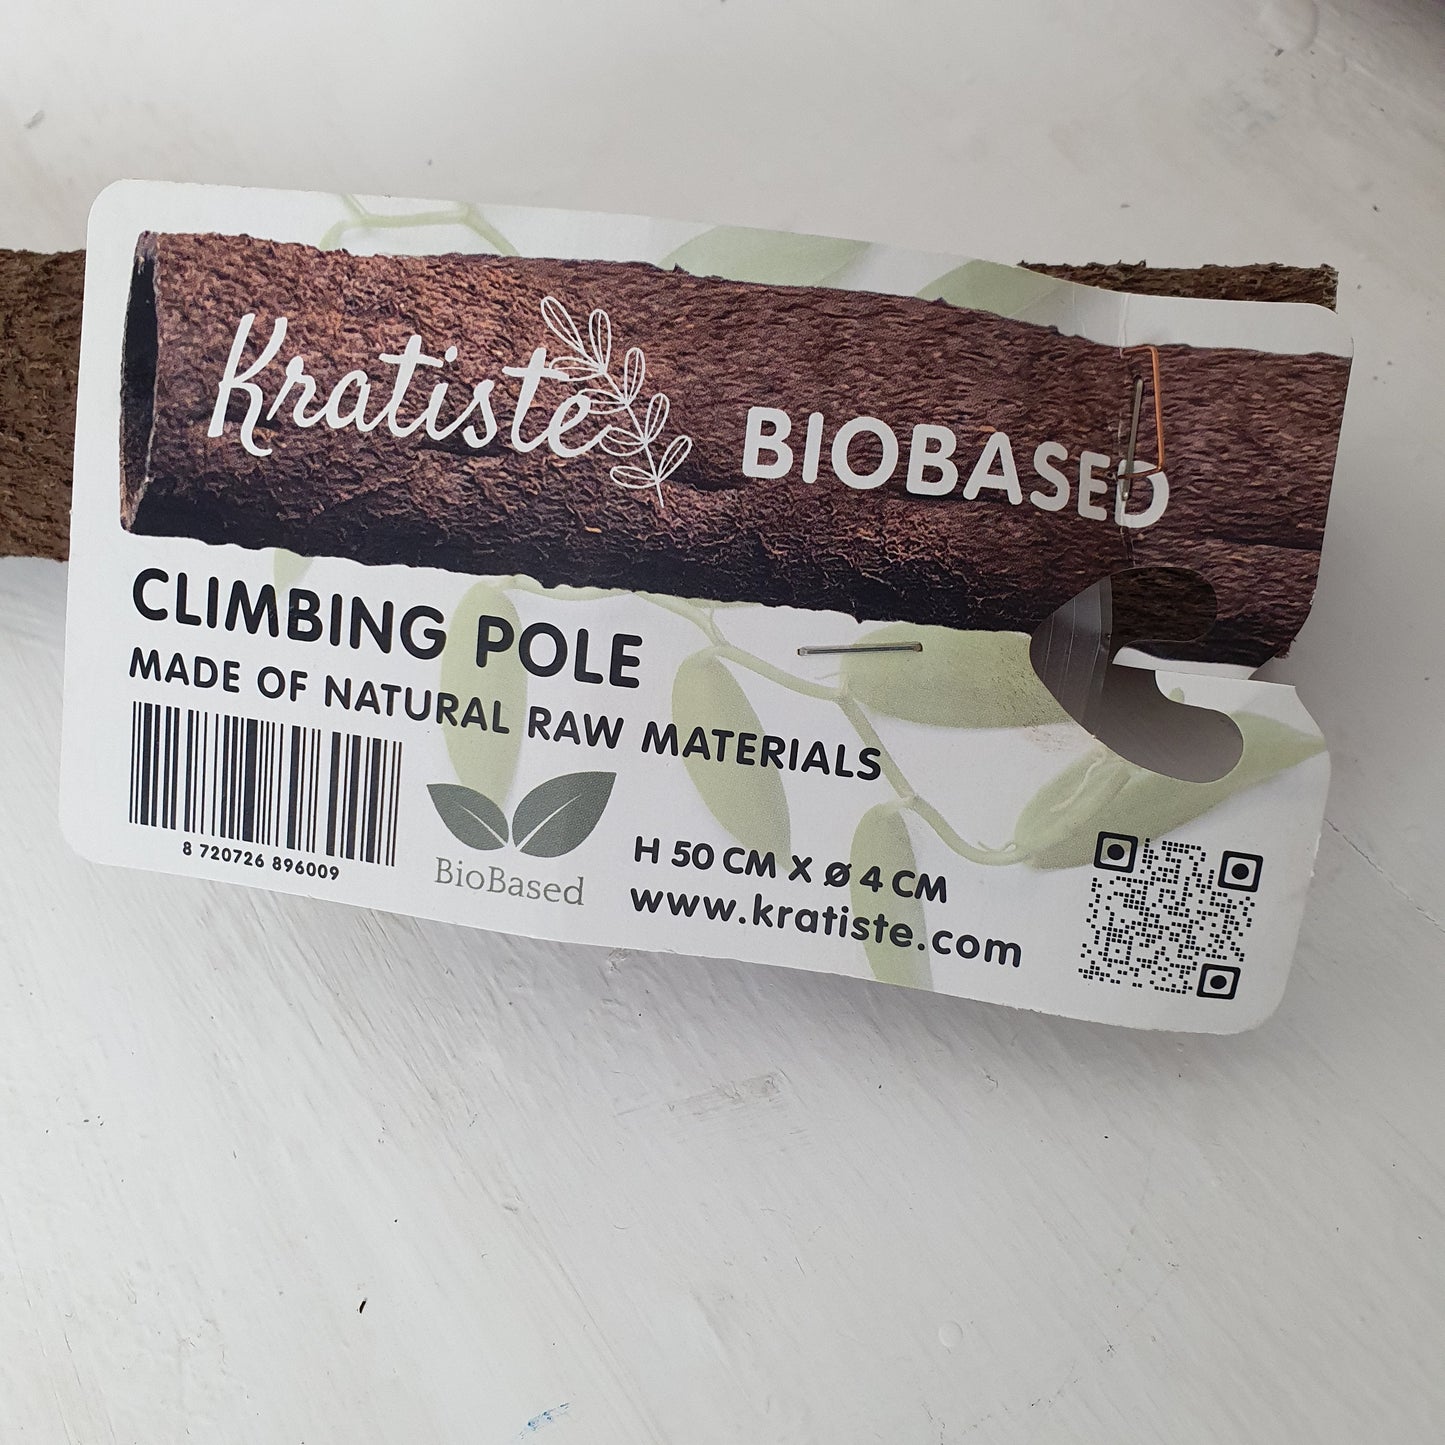 Kratiste BIOBASED
CLIMBING POLE
MADE OF NATURAL RAW MATERIALS
8 720726 896009
BioBased
H 50 CM X Ø 4 CM
www.kratiste.com